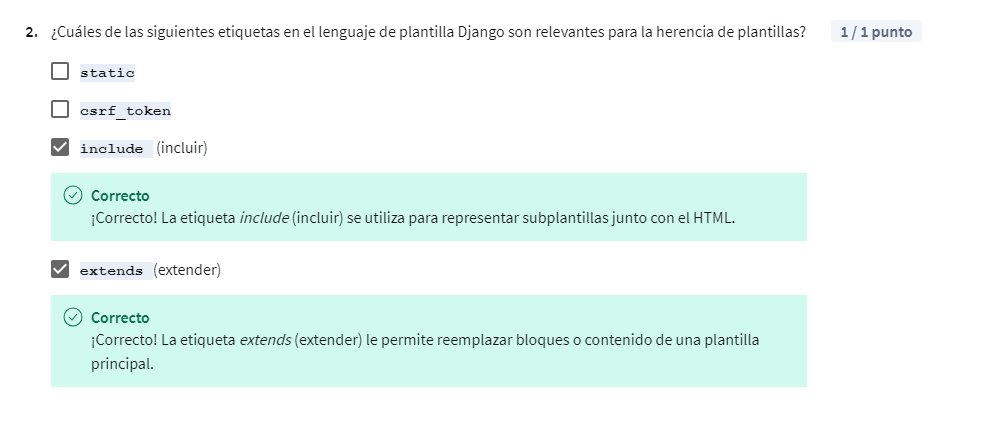 2. ¿Cuáles de las siguientes etiquetas en el lenguaje de plantilla Django son relevantes para la herencia de plantillas? 1 / 1 punto
static
csrf_token
include (incluir)
Correcto
¡Correcto! La etiqueta include (incluir) se utiliza para representar subplantillas junto con el HTML.
extends (extender)
Correcto
¡Correcto! La etiqueta extends (extender) le permite reemplazar bloques o contenido de una plantilla
principal.